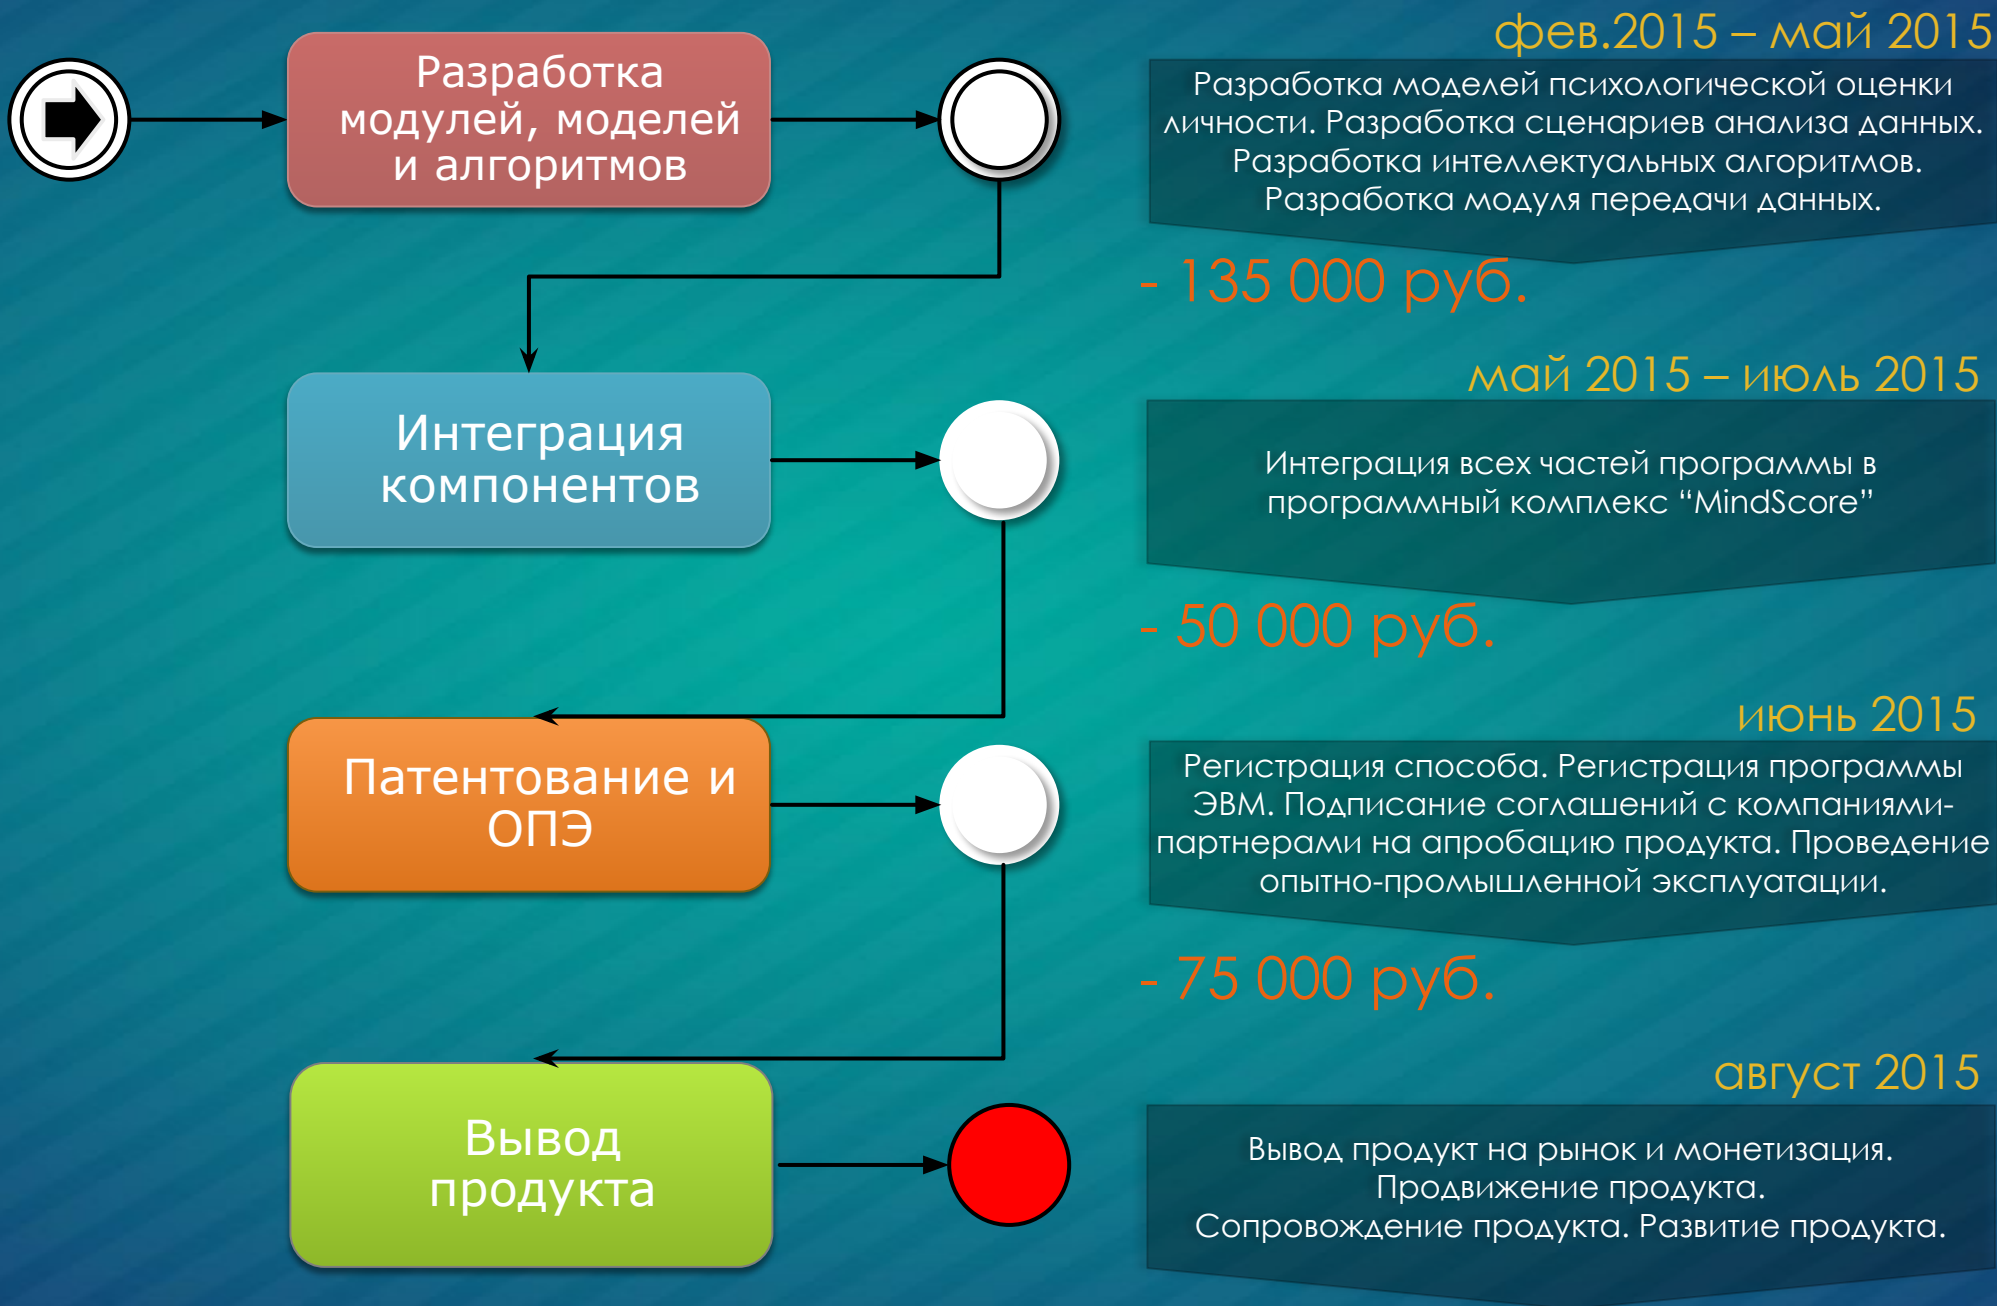 фев.2015 – май 2015
Разработка
модулей, моделей
и алгоритмов
Разработка моделей психологической оценки
личности. Разработка сценариев анализа данных.
Разработка интеллектуальных алгоритмов.
Разработка модуля передачи данных.
- 135 000 руб.
май 2015 – июль 2015
Интеграция
компонентов
Интеграция всех частей программы в
программный комплекс “MindScore”
- 50 000 руб.
июнь 2015
Патентование и
ОПЭ
Регистрация способа. Регистрация программы
ЭВМ. Подписание соглашений с компаниями-
партнерами на апробацию продукта. Проведение
опытно-промышленной эксплуатации.
- 75 000 руб.
август 2015
Вывод
продукта
Вывод продукт на рынок и монетизация.
Продвижение продукта.
Сопровождение продукта. Развитие продукта.